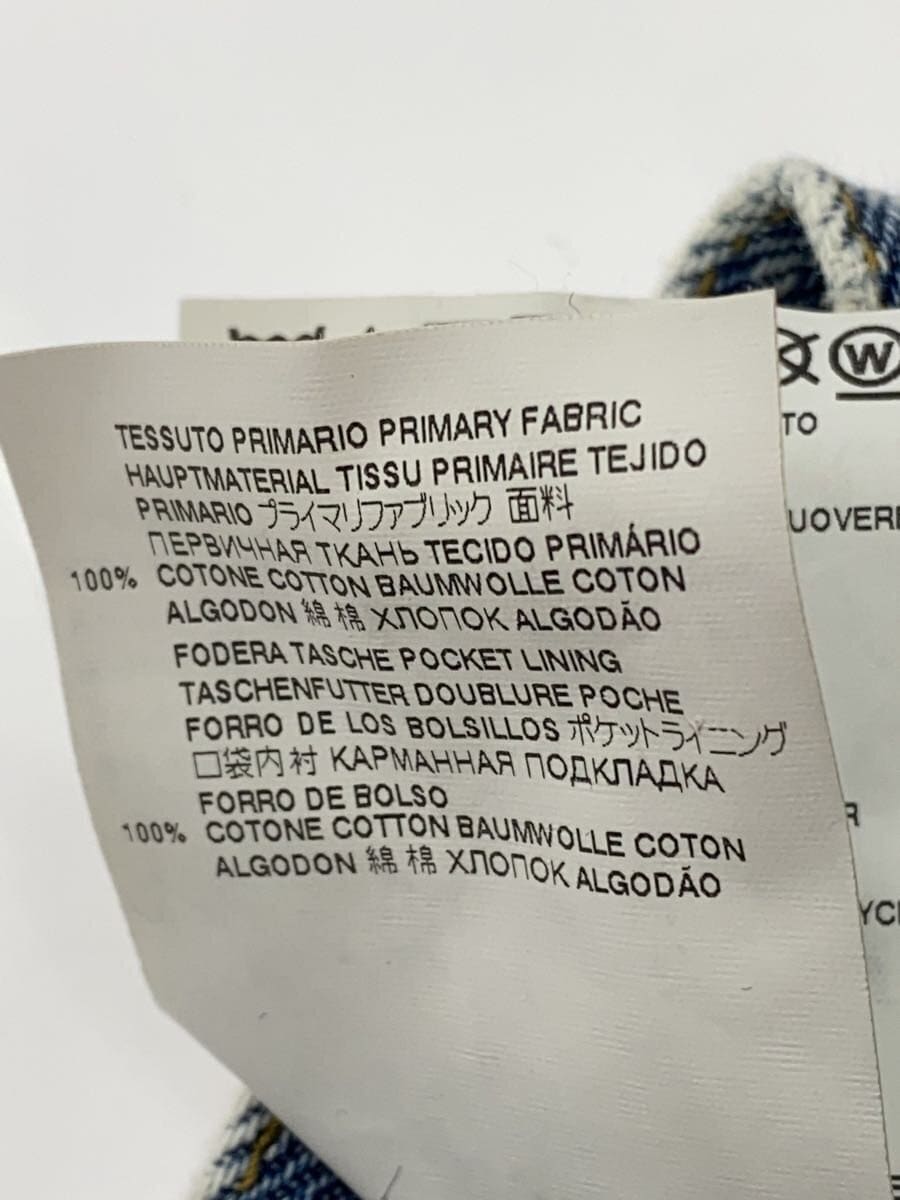 TESSUTO PRIMARIO PRIMARY FABRIC
HAUPTMATERIAL TISSU PRIMAIRE TEJIDO
PRIMARIO プライマリファブリック 面料
ПЕРВИЧНАЯ ТКАНЬ TECIDO PRIMÁRIO
100% COTONE COTTON BAUMWOLLE COTON
ALGODON 綿 棉 ХЛОПОК ALGODÃO
FODERA TASCHE POCKET LINING
TASCHENFUTTER DOUBLURE POCHE
FORRO DE LOS BOLSILLOS ポケットライニング
口袋内衬 КАРМАННАЯ ПОДКЛАДКА
FORRO DE BOLSO
100% COTONE COTTON BAUMWOLLE COTON
ALGODON 綿 棉 ХЛОПОК ALGODÃO
W
TO